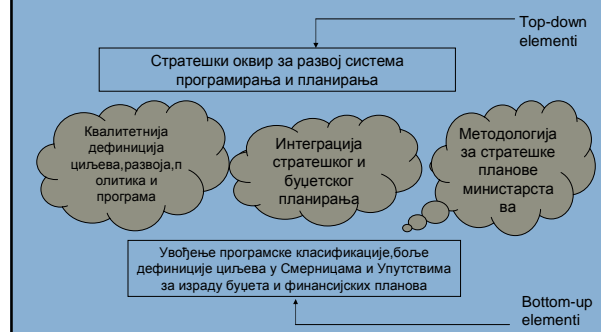 Top-down
elementi
Стратешки оквир за развој система
програмирања и планирања
Квалитетнија
дефиниција
циљева,развоја,п
олитика и
програма
Интеграција
стратешког и
буџетског
планирања
Методологија
за стратешке
планове
министарста
ва
Увођење програмске класификације,боље
дефиниције циљева у Смерницама и Упутствима
за израду буџета и финансијских планова
Bottom-up
elementi